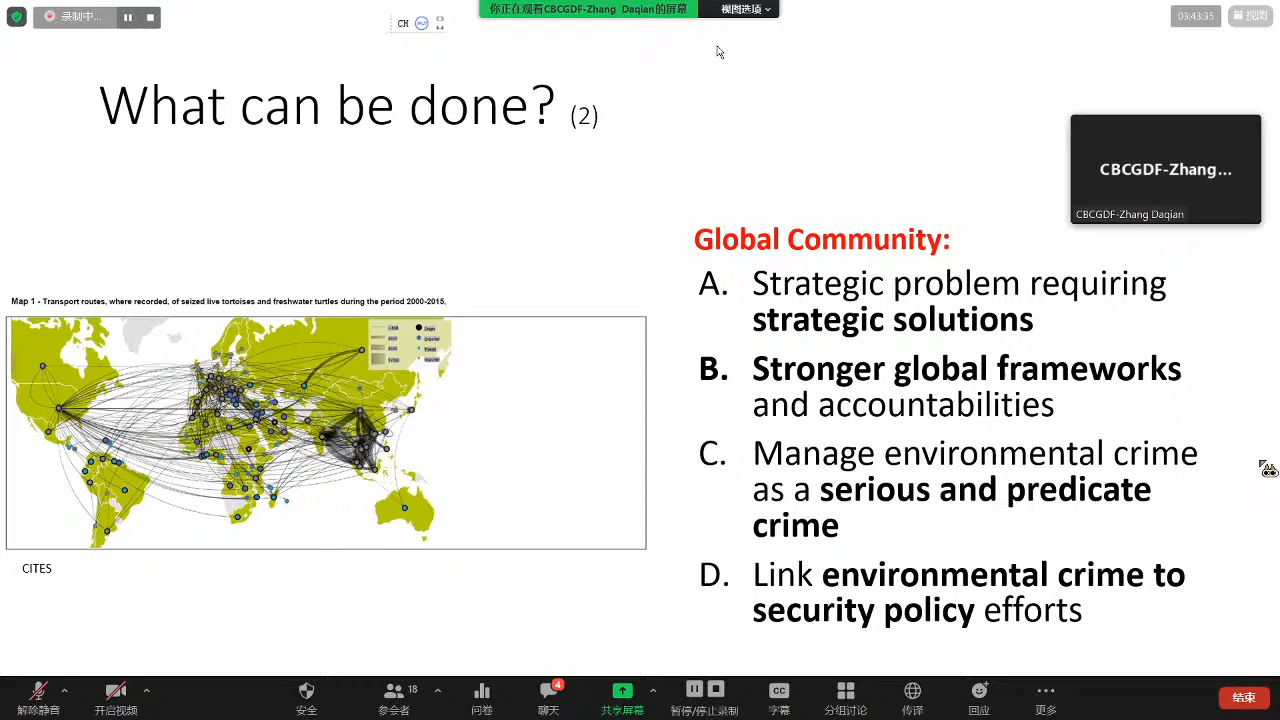 录制中...
CH
你正在观看CBCGDF-Zhang Daqian的屏幕
视图选项
03:43:35
视图
What can be done? (2)
CBCGDF-Zhang...
CBCGDF-Zhang Daqian
Global Community:
A. Strategic problem requiring
strategic solutions
B. Stronger global frameworks
and accountabilities
C. Manage environmental crime
as a serious and predicate
crime
D. Link environmental crime to
security policy efforts
Map 1 - Transport routes, where recorded, of seized live tortoises and freshwater turtles during the period 2000-2015.
CITES
解除静音
开启视频
安全
18
参会者
问卷
4
聊天
共享屏幕
暂停/停止录制
CC
字幕
分组讨论
传译
回应
更多
结束